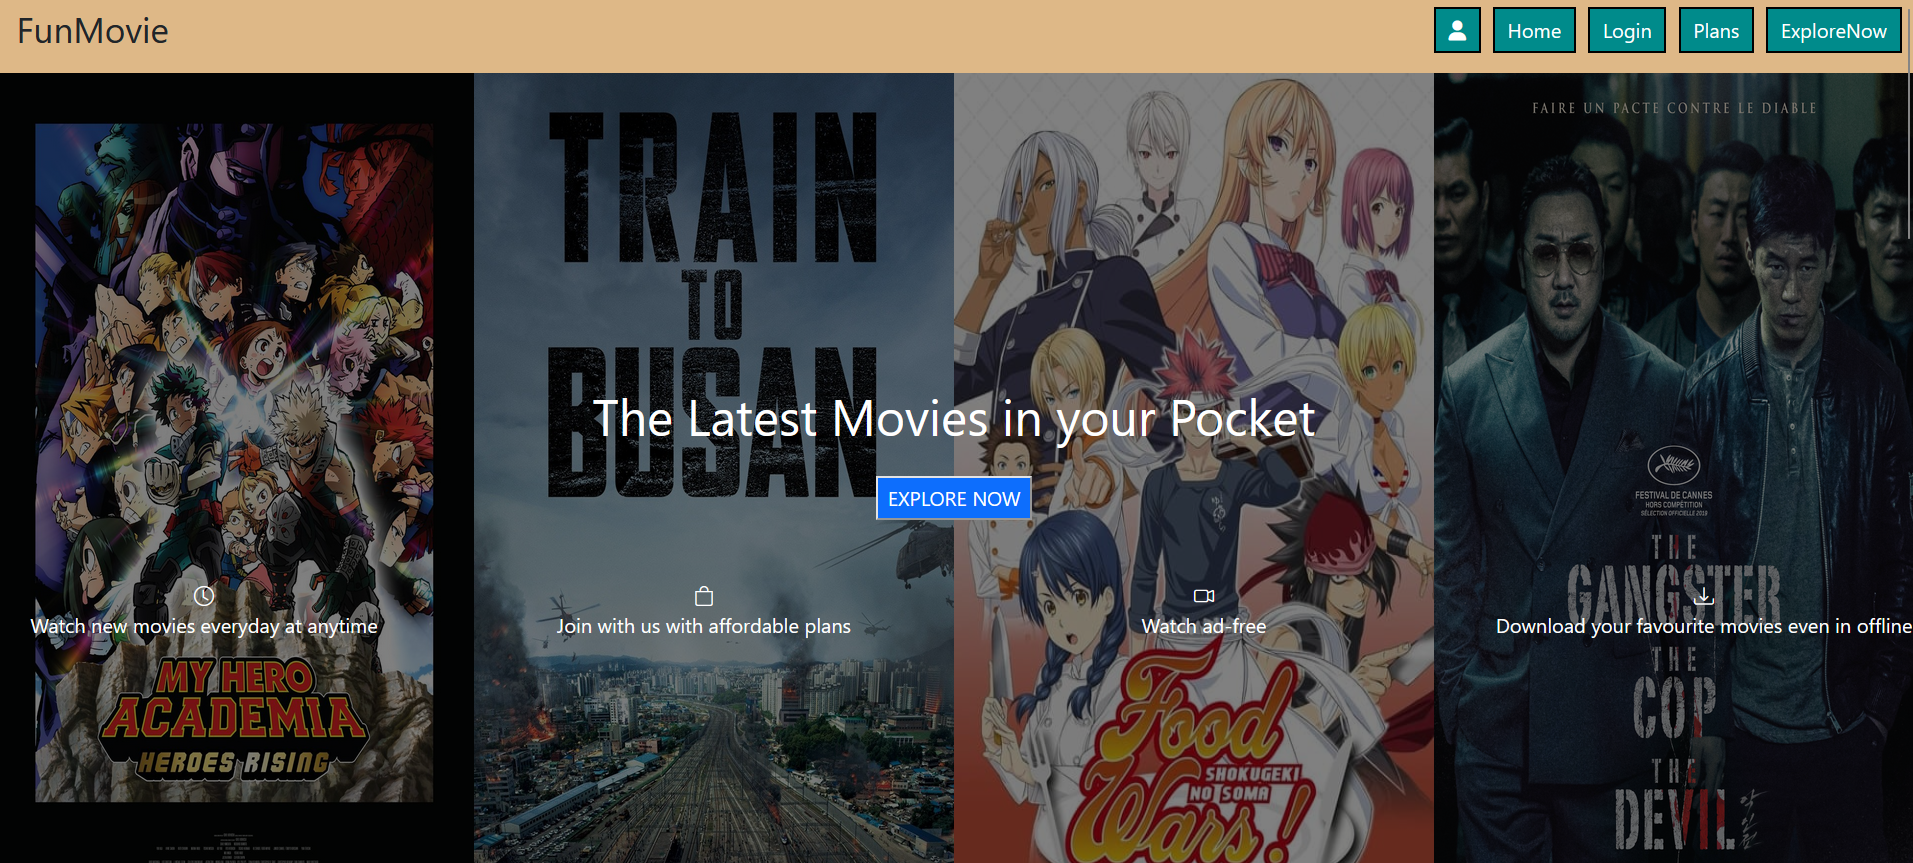 FunMovie
Home
Login
Plans
ExploreNow
TRAIN
TO
BUSAN
FAIRE UN PACTE CONTRE LE DIABLE
The Latest Movies in your Pocket
EXPLORE NOW
FESTIVAL DE CANNES
HORS COMPÉTITION
SÉLECTION OFFICIELLE 2019
Watch new movies everyday at anytime
Join with us with affordable plans
Watch ad-free
Download your favourite movies even in offline
MY HERO
ACADEMIA
HEROES RISING
Food
Wars!
SHOKUGEKI
NO SOMA
THE
GANGSTER
THE
COP
THE
DEVIL
악인전